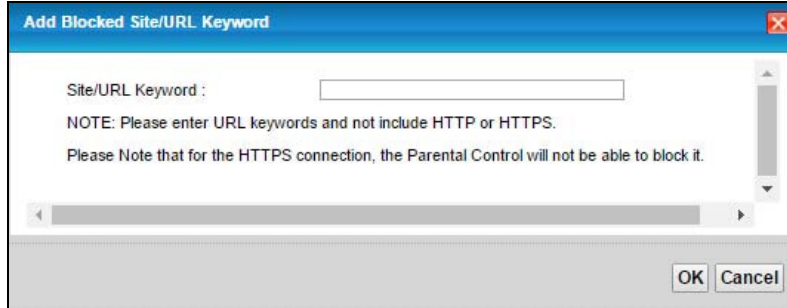 Add Blocked Site/URL Keyword
Site/URL Keyword :
NOTE: Please enter URL keywords and not include HTTP or HTTPS.
Please Note that for the HTTPS connection, the Parental Control will not be able to block it.
OK Cancel